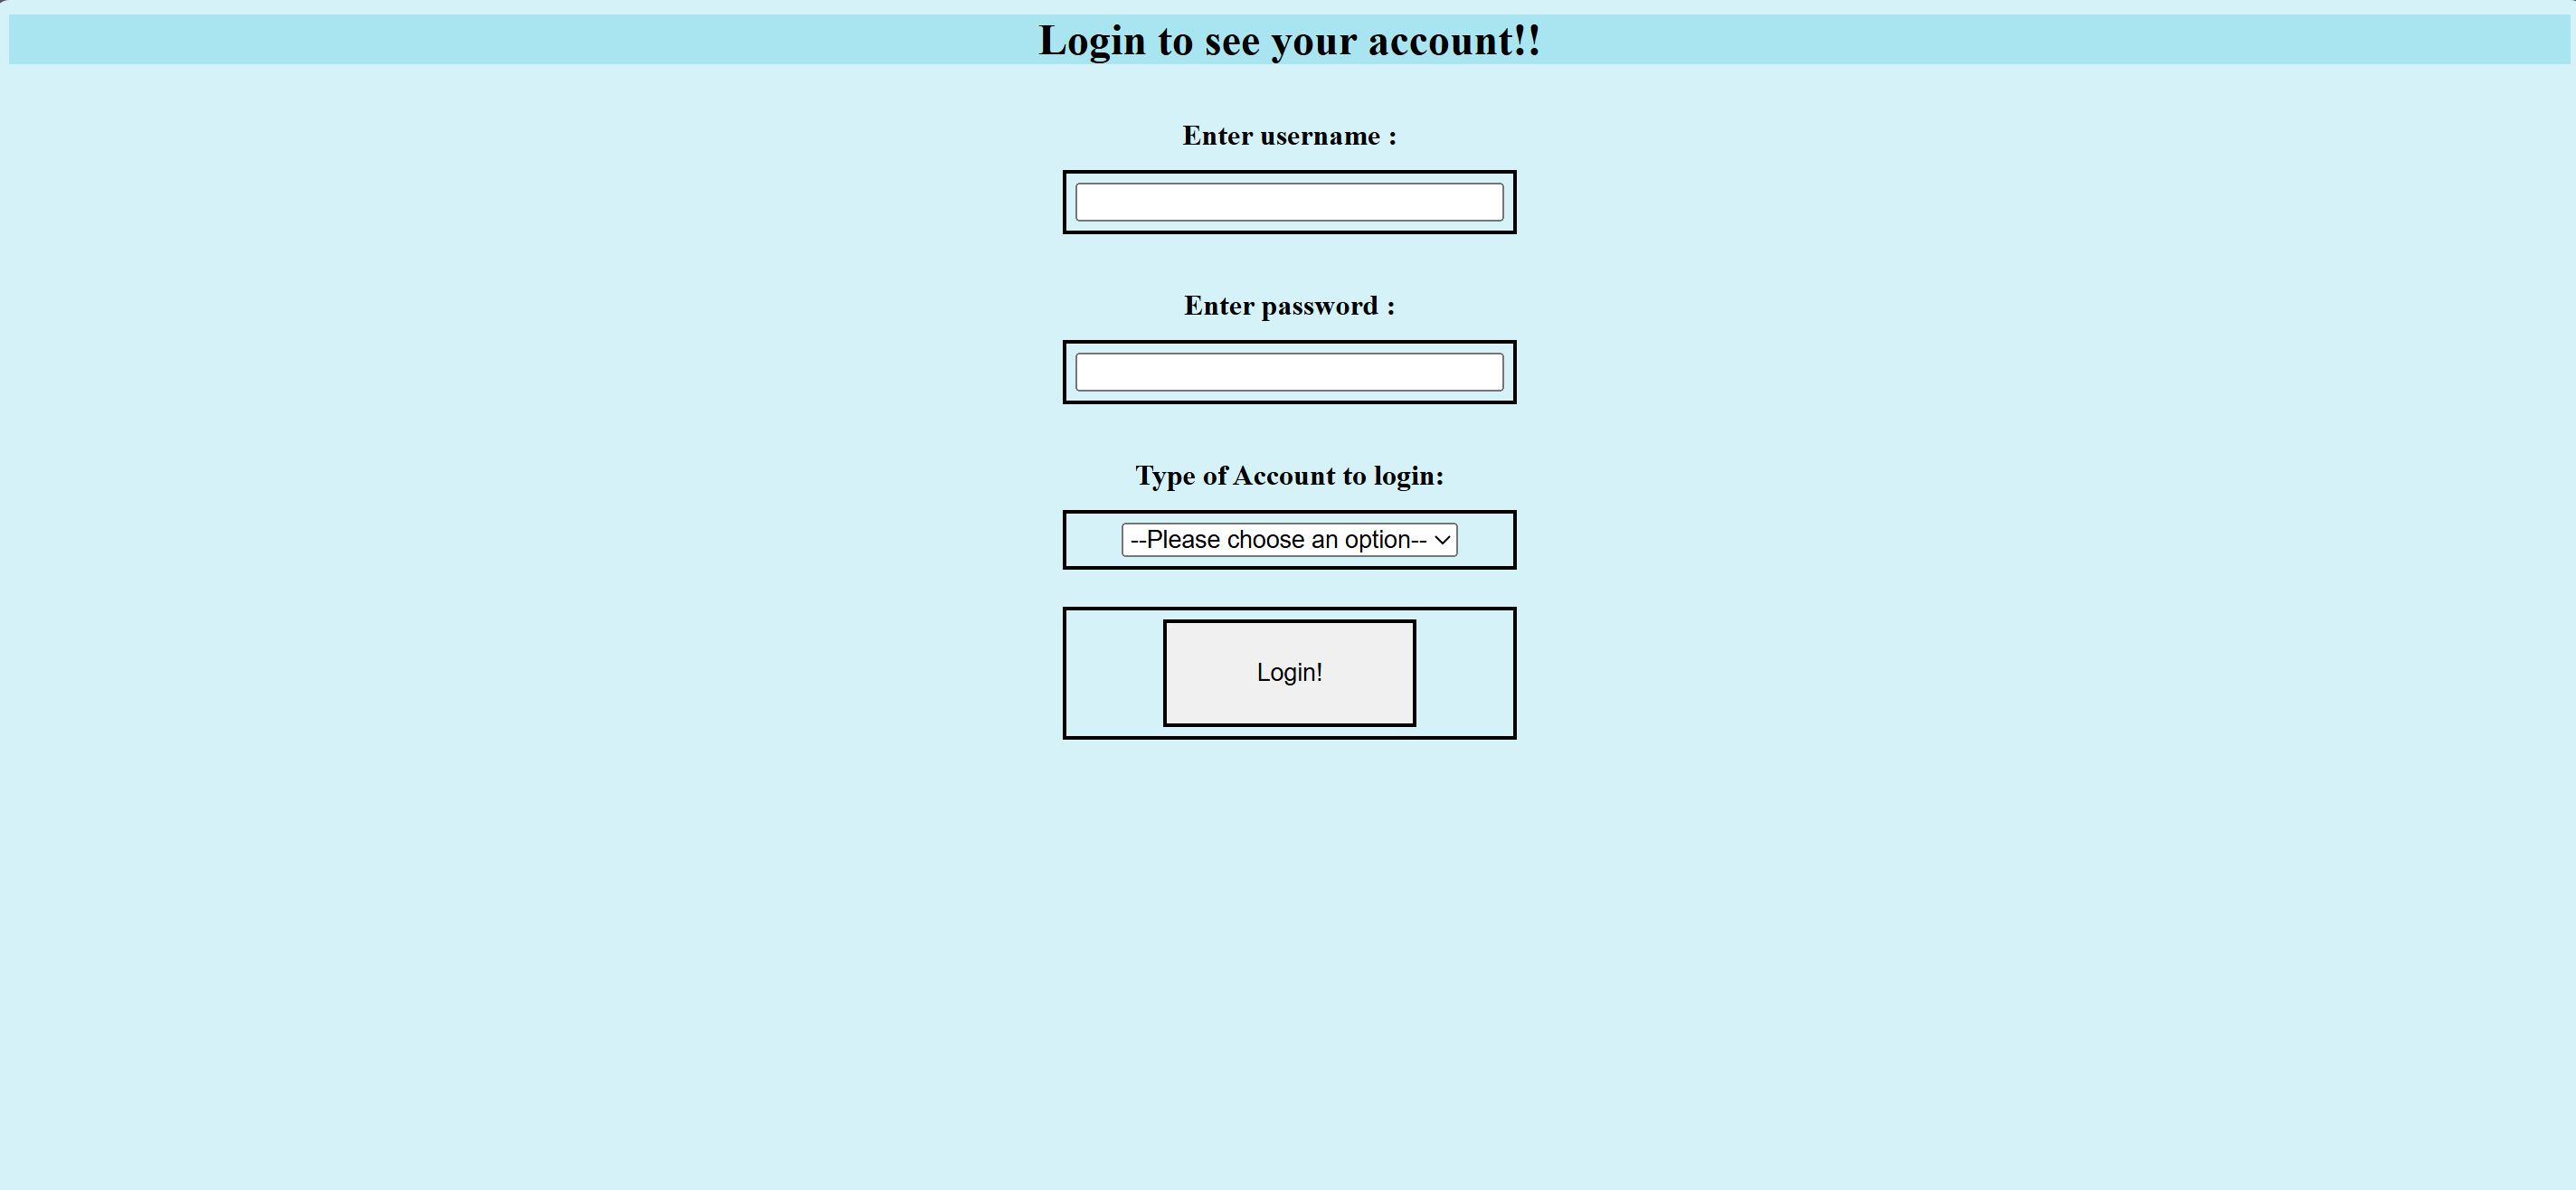 Login to see your account!!
Enter username :
Enter password :
Type of Account to login:
--Please choose an option--
Login!